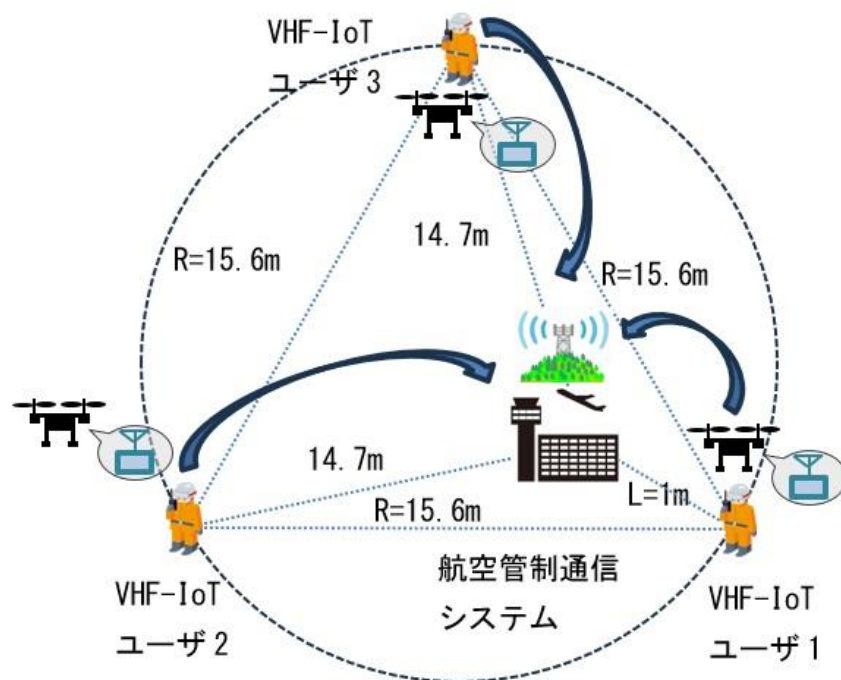 VHF-IoT
ユーザ3
14.7m
R=15.6m
R=15.6m
14.7m
L=1m
R=15.6m
航空管制通信
システム
VHF-IoT
ユーザ2
VHF-IoT
ユーザ1